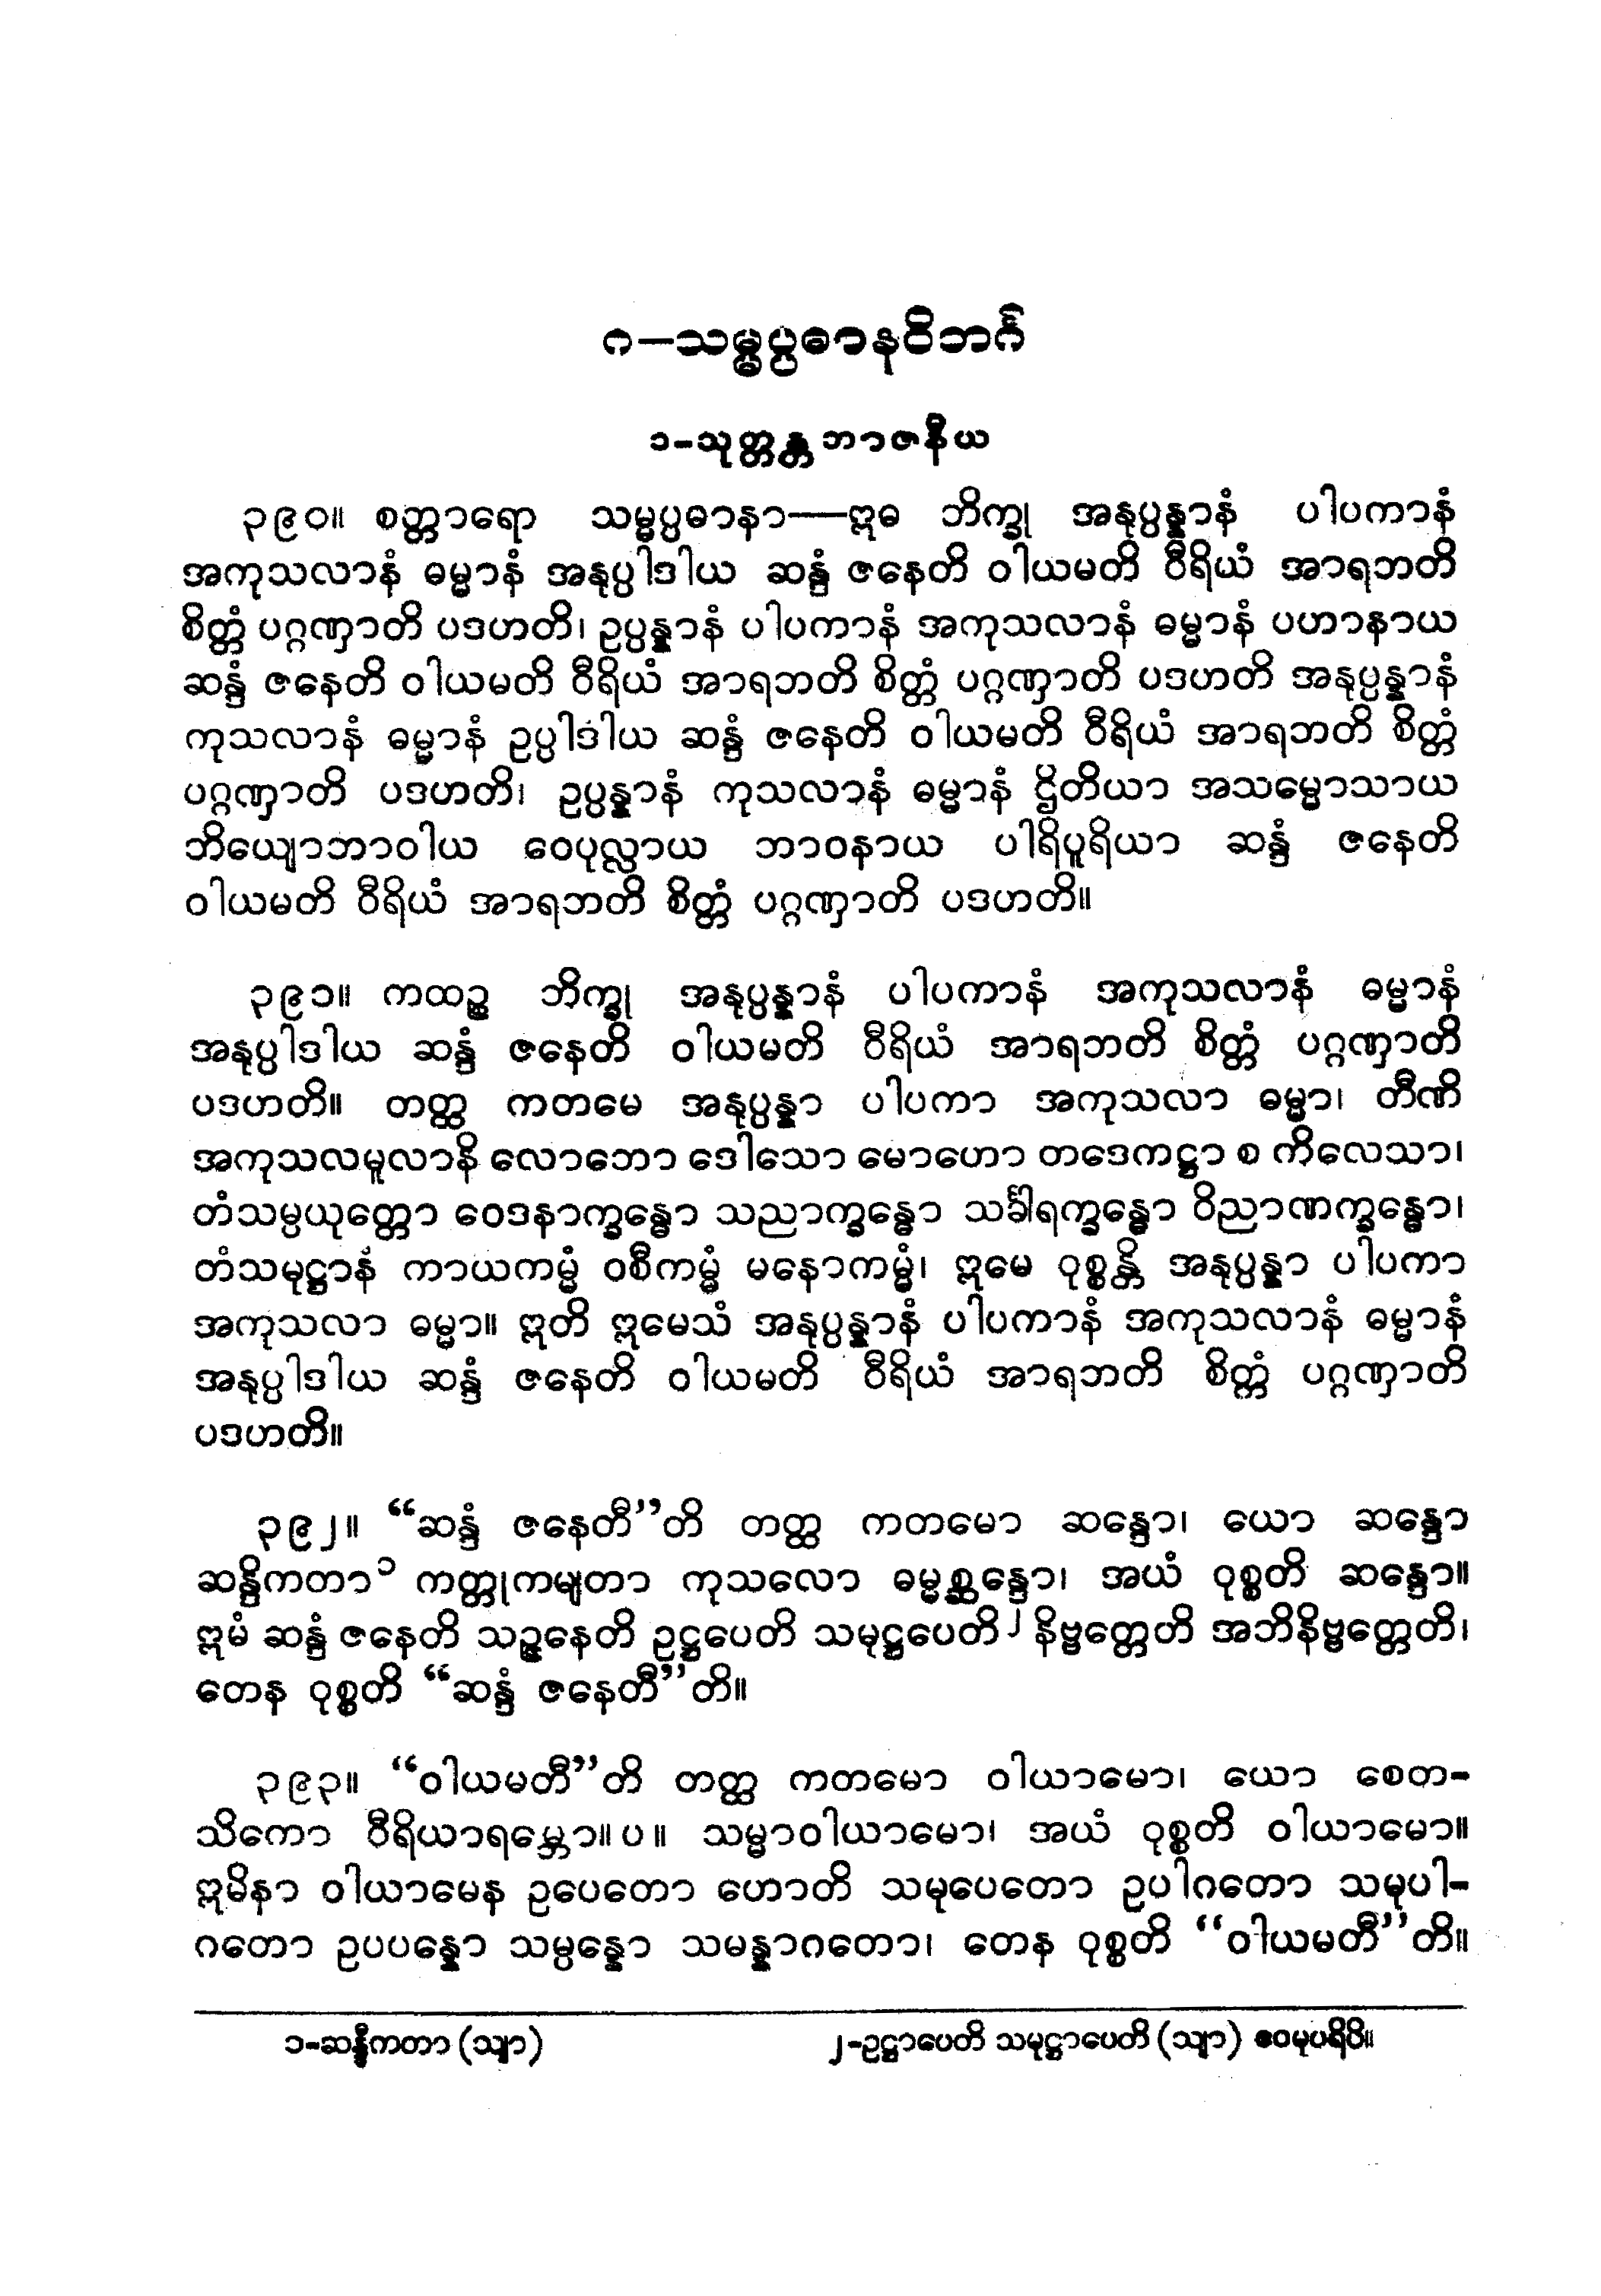 ဂ—သမ္မပ္ပဓာနဝိဘင်္ဂ
၁-သုတ္တန္တဘာဇနီယ
၃၉ဝ။ စတ္တာရော သမ္မပ္ပဓာနာ—ဣဓ ဘိက္ခု အနုပ္ပန္နာနံ ပါပကာနံ
အကုသလာနံ ဓမ္မာနံ အနုပ္ပါဒါယ ဆန္ဒံ ဇနေတိ ဝါယမတိ ဝီရိယံ အာရဘတိ
စိတ္တံ ပဂ္ဂဏှာတိ ပဒဟတိ၊ ဥပ္ပန္နာနံ ပါပကာနံ အကုသလာနံ ဓမ္မာနံ ပဟာနာယ
ဆန္ဒံ ဇနေတိ ဝါယမတိ ဝီရိယံ အာရဘတိ စိတ္တံ ပဂ္ဂဏှာတိ ပဒဟတိ အနုပ္ပန္နာနံ
ကုသလာနံ ဓမ္မာနံ ဥပ္ပါဒါယ ဆန္ဒံ ဇနေတိ ဝါယမတိ ဝီရိယံ အာရဘတိ စိတ္တံ
ပဂ္ဂဏှာတိ ပဒဟတိ၊ ဥပ္ပန္နာနံ ကုသလာနံ ဓမ္မာနံ ဌိတိယာ အသမ္မောသာယ
ဘိယျောဘာဝါယ ဝေပုလ္လာယ ဘာဝနာယ ပါရိပူရိယာ ဆန္ဒံ ဇနေတိ
ဝါယမတိ ဝီရိယံ အာရဘတိ စိတ္တံ ပဂ္ဂဏှာတိ ပဒဟတိ။
၃၉၁။ ကထဉ္စ ဘိက္ခု အနုပ္ပန္နာနံ ပါပကာနံ အကုသလာနံ ဓမ္မာနံ
အနုပ္ပါဒါယ ဆန္ဒံ ဇနေတိ ဝါယမတိ ဝီရိယံ အာရဘတိ စိတ္တံ ပဂ္ဂဏှာတိ
ပဒဟတိ။ တတ္ထ ကတမေ အနုပ္ပန္နာ ပါပကာ အကုသလာ ဓမ္မာ၊ တီဏိ
အကုသလမူလာနိ လောဘော ဒေါသော မောဟော တဒေကဋ္ဌာ စ ကိလေသာ၊
တံသမ္ပယုတ္တော ဝေဒနာက္ခန္ဓော သညာက္ခန္ဓော သင်္ခါရက္ခန္ဓော ဝိညာဏက္ခန္ဓော၊
တံသမုဋ္ဌာနံ ကာယကမ္မံ ဝစီကမ္မံ မနောကမ္မံ၊ ဣမေ ဝုစ္စန္တိ အနုပ္ပန္နာ ပါပကာ
အကုသလာ ဓမ္မာ။ ဣတိ ဣမေသံ အနုပ္ပန္နာနံ ပါပကာနံ အကုသလာနံ ဓမ္မာနံ
အနုပ္ပါဒါယ ဆန္ဒံ ဇနေတိ ဝါယမတိ ဝီရိယံ အာရဘတိ စိတ္တံ ပဂ္ဂဏှာတိ
ပဒဟတိ။
၃၉၂။ “ဆန္ဒံ ဇနေတီ”တိ တတ္ထ ကတမော ဆန္ဒော၊ ယော ဆန္ဒော
ဆန္ဒိကတာ၁ ကတ္တုကမျတာ ကုသလော ဓမ္မစ္ဆန္ဒော၊ အယံ ဝုစ္စတိ ဆန္ဒော။
ဣမံ ဆန္ဒံ ဇနေတိ သဉ္ဇနေတိ ဥဋ္ဌပေတိ သမုဋ္ဌပေတိ၂ နိဗ္ဗတ္တေတိ အဘိနိဗ္ဗတ္တေတိ၊
တေန ဝုစ္စတိ “ဆန္ဒံ ဇနေတီ”တိ။
၃၉၃။ “ဝါယမတီ”တိ တတ္ထ ကတမော ဝါယာမော၊ ယော စေတ-
သိကော ဝီရိယာရမ္ဘော။ပ။ သမ္မာဝါယာမော၊ အယံ ဝုစ္စတိ ဝါယာမော။
ဣမိနာ ဝါယာမေန ဥပေတော ဟောတိ သမုပေတော ဥပါဂတော သမုပါ-
ဂတော ဥပပန္နော သမ္ပန္နော သမန္နာဂတော၊ တေန ဝုစ္စတိ “ဝါယမတီ”တိ။
၁-ဆန္ဒီကတာ (သျာ)
၂-ဥဋ္ဌာပေတိ သမုဋ္ဌာပေတိ (သျာ) ဧဝမုပရိပိ။